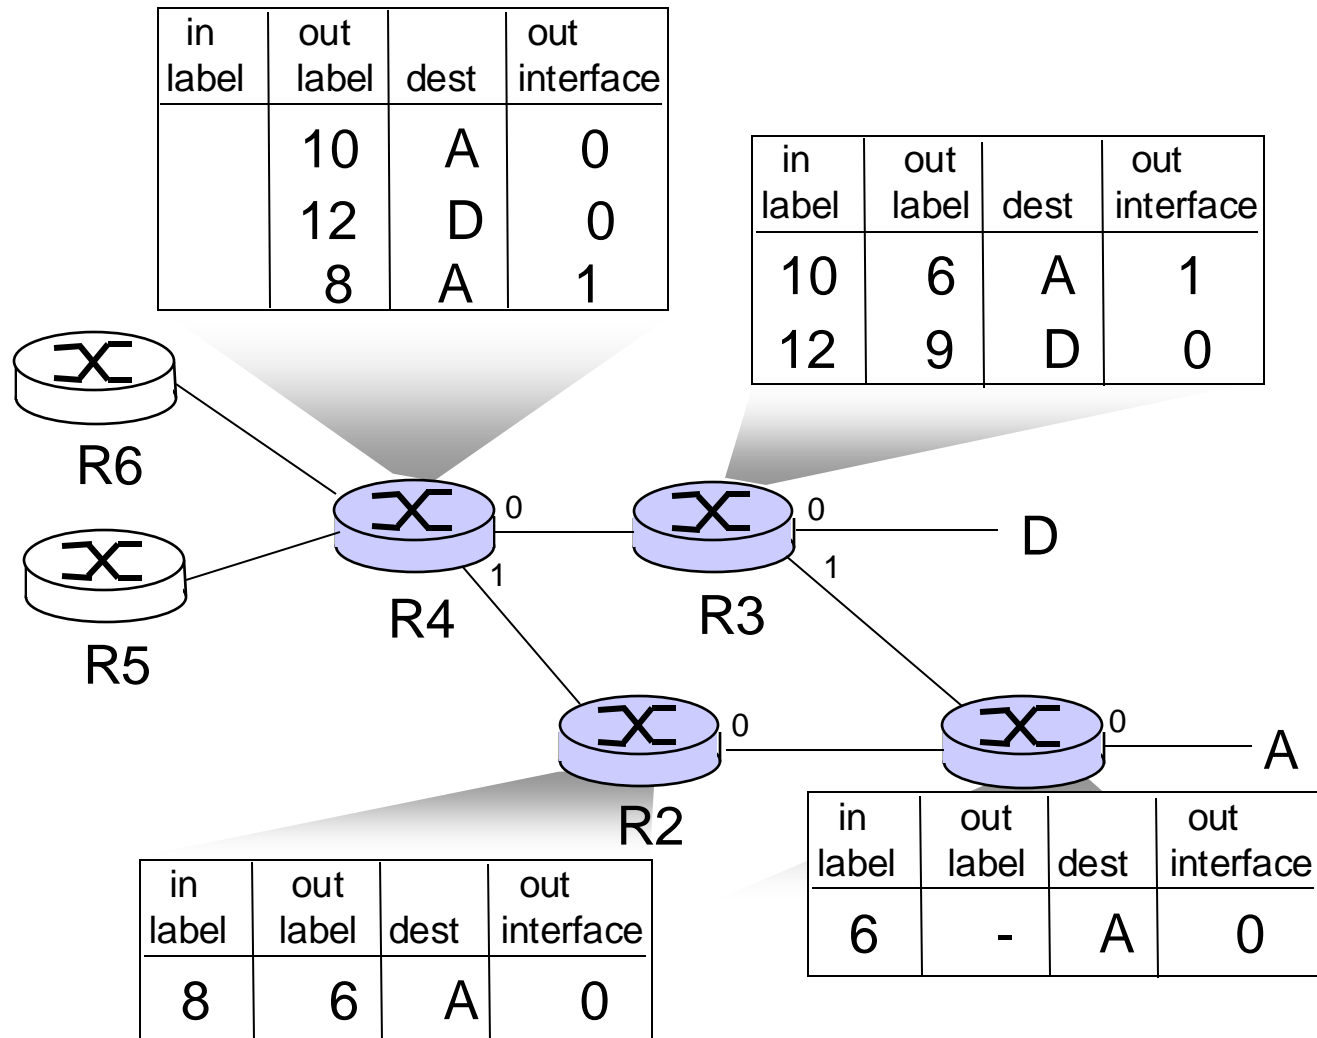 in out out
label label dest interface
10 A 0
12 D 0
8 A 1
in out out
label label dest interface
10 6 A 1
12 9 D 0
R6
R5
0
1
R4
0
1
R3
D
0
R2
0
A
in out out
label label dest interface
6 - A 0
in out out
label label dest interface
8 6 A 0